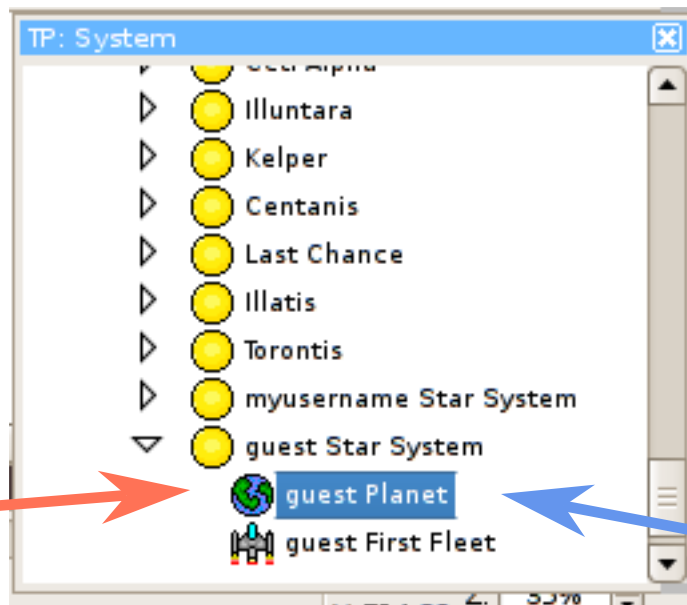 TP: System
Illuntara
Kelper
Centanis
Last Chance
Illatis
Torontis
myusername Star System
guest Star System
guest Planet
guest First Fleet